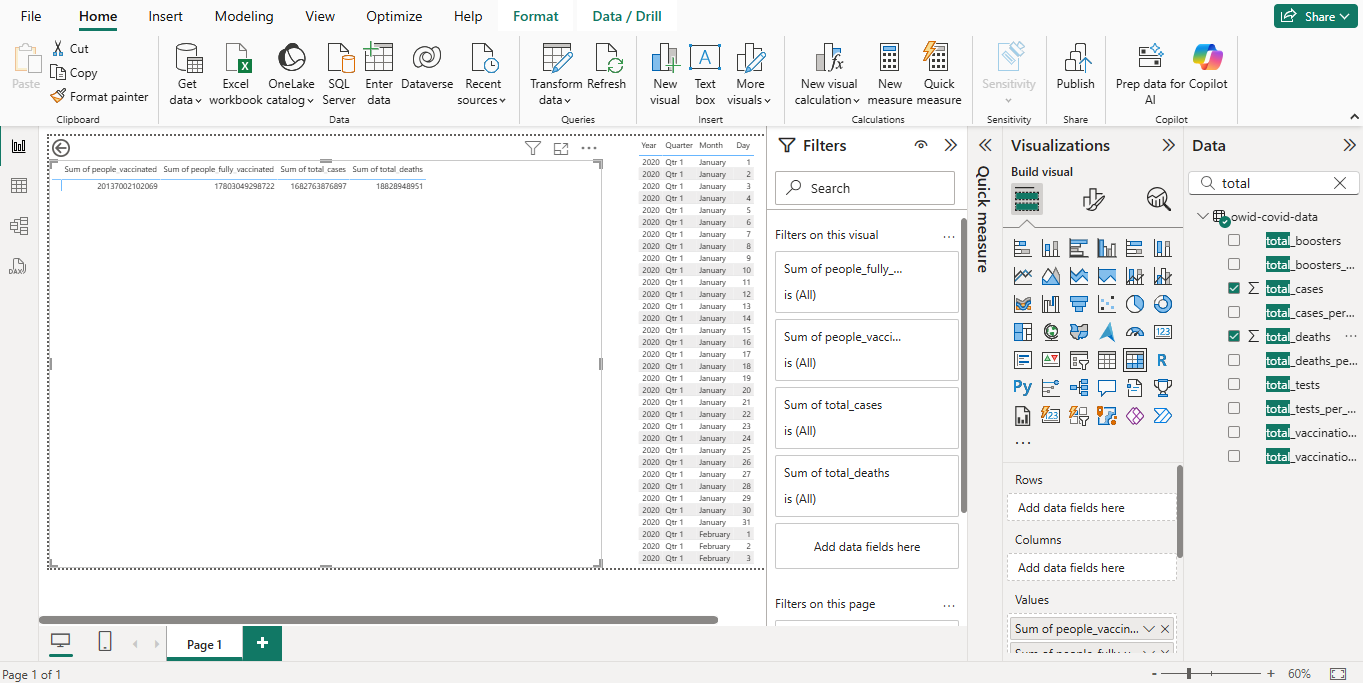 File Home Insert Modeling View Optimize Help Format Data / Drill Share
Paste Cut
Copy
Format painter
Clipboard
Get data
Excel workbook
OneLake catalog
SQL Server
Enter data
Dataverse
Recent sources
Data
Transform data
Refresh
Queries
New visual
Text box
More visuals
Insert
New visual calculation
New measure
Quick measure
Calculations
Sensitivity
Sensitivity
Publish
Share
Prep data for AI
Copilot
Copilot
DAX
Sum of people_vaccinated Sum of people_fully_vaccinated Sum of total_cases Sum of total_deaths
20137002102069 17803049298722 1682763876897 18828948951
Year Quarter Month Day
2020 Qtr 1 January 1
2020 Qtr 1 January 2
2020 Qtr 1 January 3
2020 Qtr 1 January 4
2020 Qtr 1 January 5
2020 Qtr 1 January 6
2020 Qtr 1 January 7
2020 Qtr 1 January 8
2020 Qtr 1 January 9
2020 Qtr 1 January 10
2020 Qtr 1 January 11
2020 Qtr 1 January 12
2020 Qtr 1 January 13
2020 Qtr 1 January 14
2020 Qtr 1 January 15
2020 Qtr 1 January 16
2020 Qtr 1 January 17
2020 Qtr 1 January 18
2020 Qtr 1 January 19
2020 Qtr 1 January 20
2020 Qtr 1 January 21
2020 Qtr 1 January 22
2020 Qtr 1 January 23
2020 Qtr 1 January 24
2020 Qtr 1 January 25
2020 Qtr 1 January 26
2020 Qtr 1 January 27
2020 Qtr 1 January 28
2020 Qtr 1 January 29
2020 Qtr 1 January 30
2020 Qtr 1 January 31
2020 Qtr 1 February 1
2020 Qtr 1 February 2
2020 Qtr 1 February 3
Filters
Search
Filters on this visual ...
Sum of people_fully_...
is (All)
Sum of people_vacci...
is (All)
Sum of total_cases
is (All)
Sum of total_deaths
is (All)
Add data fields here
Filters on this page ...
Quick measure
Visualizations
Build visual
123
R
Py
123
...
Rows
Add data fields here
Columns
Add data fields here
Values
Sum of people_vaccin...
Sum of people_fully_v...
Data
total
owid-covid-data
total_boosters
total_boosters_...
total_cases
total_cases_per...
total_deaths ...
total_deaths_pe...
total_tests
total_tests_per_...
total_vaccinatio...
total_vaccinatio...
Page 1 +
Page 1 of 1
- + 60%